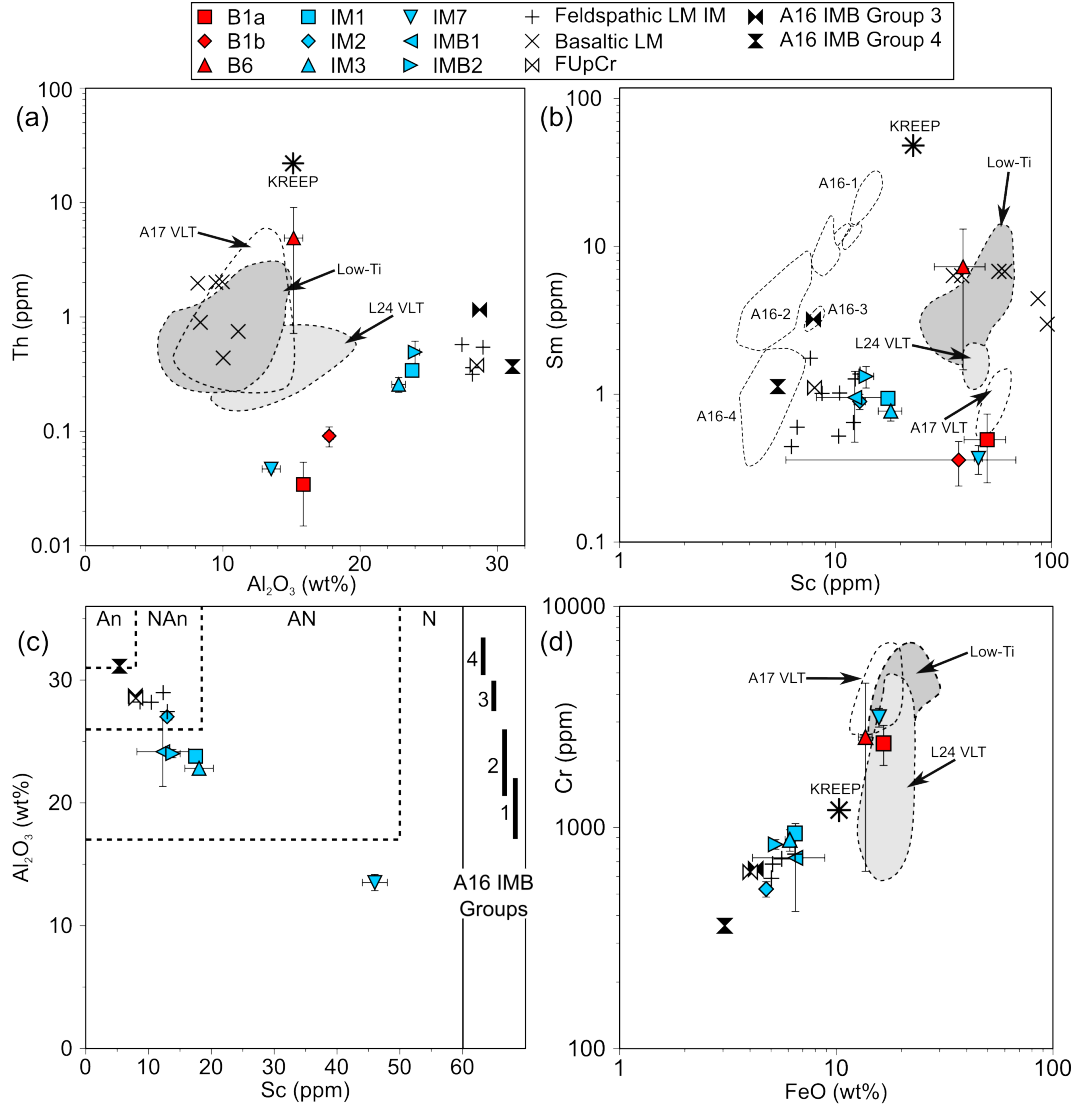 B1a IM1 IM7 Feldspathic LM IM A16 IMB Group 3
B1b IM2 IMB1 Basaltic LM A16 IMB Group 4
B6 IM3 IMB2 FUpCr
(a)
100
10
1
0.1
0.01
Th (ppm)
KREEP
A17 VLT
Low-Ti
L24 VLT
0 10 20 30
Al₂O₃ (wt%)
(b)
100
10
1
0.1
Sm (ppm)
KREEP
Low-Ti
A16-1
A16-2
A16-3
L24 VLT
A16-4
A17 VLT
1 10 100
Sc (ppm)
(c)
An NAn AN N
30
20
10
0
Al₂O₃ (wt%)
4
3
2
1
A16 IMB
Groups
0 10 20 30 40 50 60
Sc (ppm)
(d)
10000
1000
100
Cr (ppm)
A17 VLT
Low-Ti
L24 VLT
KREEP
1 10 100
FeO (wt%)